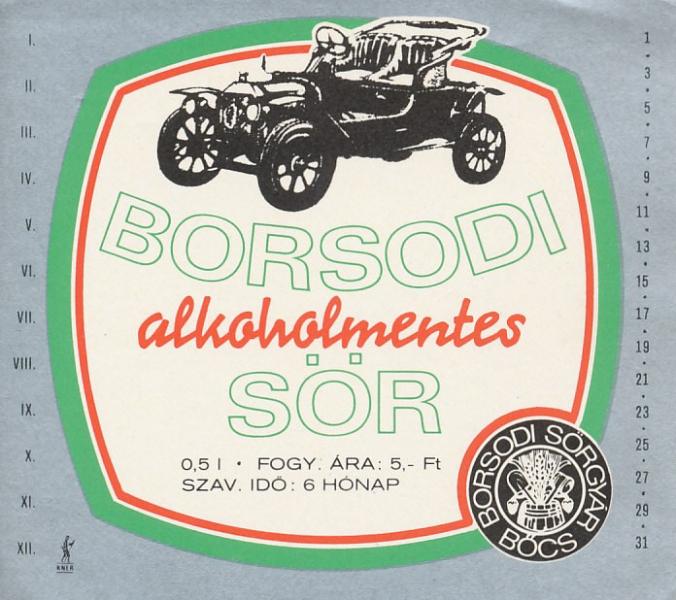 I.
II.
III.
IV.
V.
VI.
VII.
VIII.
IX.
X.
XI.
XII.
BORSODI
alkoholmentes
SÖR
0,5 l • FOGY. ÁRA: 5,- Ft
SZAV. IDŐ: 6 HÓNAP
BORSODI SÖRGYÁR
BŐCS
KNER
1
•
3
•
5
•
7
•
9
•
11
•
13
•
15
•
17
•
19
•
21
•
23
•
25
•
27
•
29
•
31